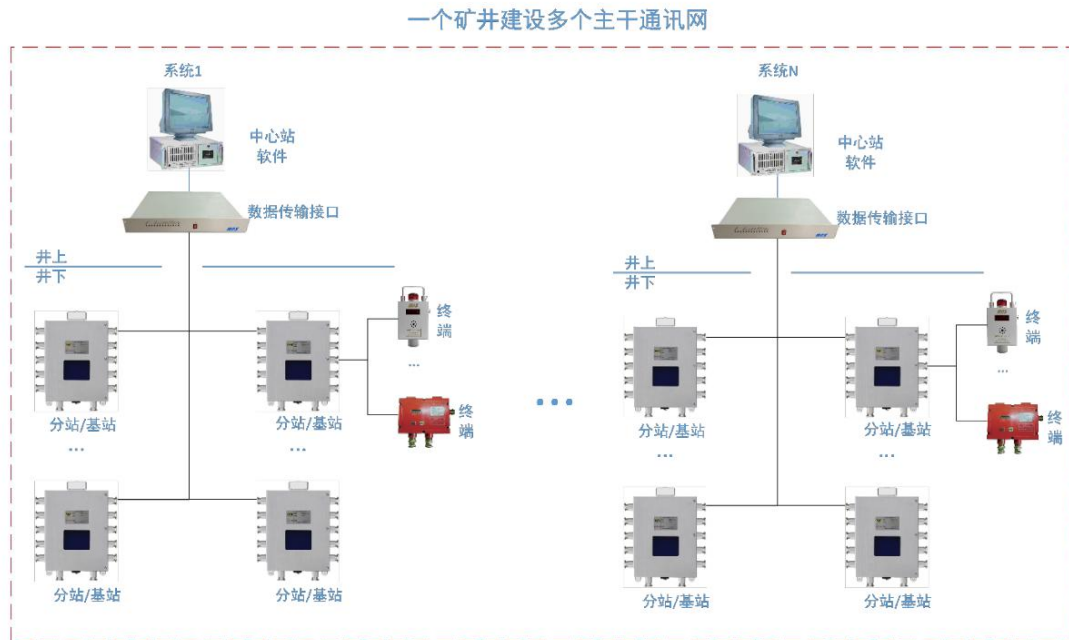 一个矿井建设多个主干通讯网
系统1
中心站
软件
数据传输接口
井上
井下
终
端
...
终
端
分站/基站
分站/基站
...
...
分站/基站
分站/基站
...
系统N
中心站
软件
数据传输接口
井上
井下
终
端
...
终
端
分站/基站
分站/基站
...
...
分站/基站
分站/基站